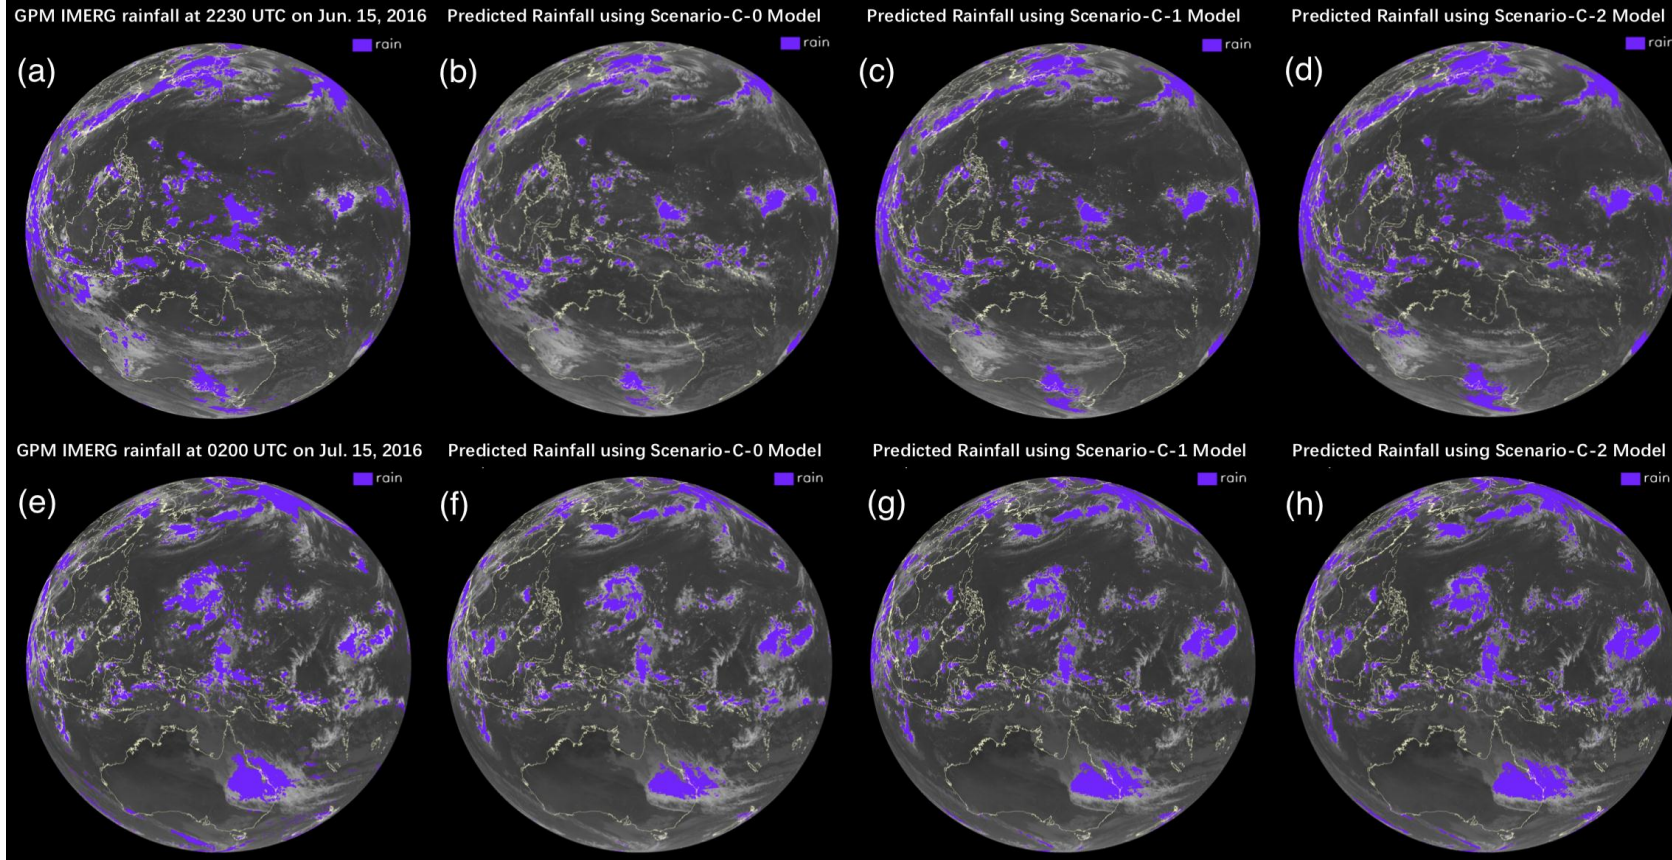 GPM IMERG rainfall at 2230 UTC on Jun. 15, 2016
Predicted Rainfall using Scenario-C-0 Model
Predicted Rainfall using Scenario-C-1 Model
Predicted Rainfall using Scenario-C-2 Model
rain
rain
rain
rain
(a)
(b)
(c)
(d)
GPM IMERG rainfall at 0200 UTC on Jul. 15, 2016
Predicted Rainfall using Scenario-C-0 Model
Predicted Rainfall using Scenario-C-1 Model
Predicted Rainfall using Scenario-C-2 Model
rain
rain
rain
rain
(e)
(f)
(g)
(h)